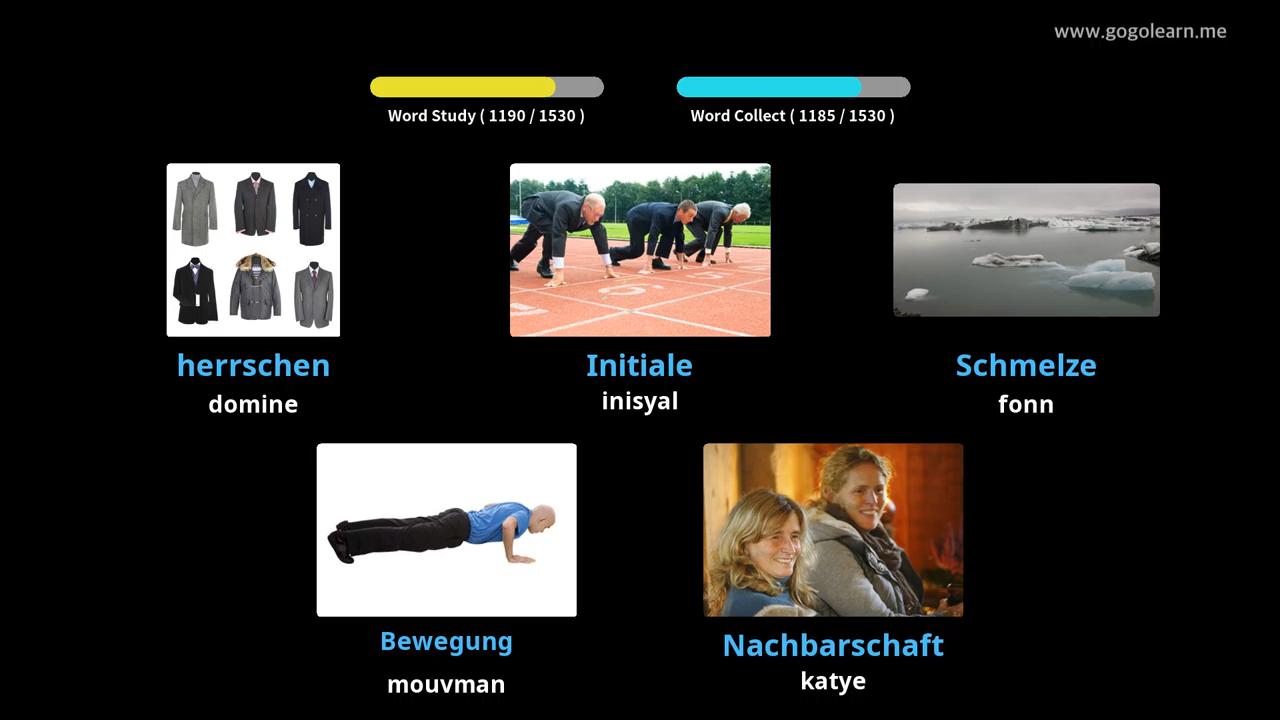 www.gogolearn.me
Word Study ( 1190 / 1530 )
Word Collect ( 1185 / 1530 )
herrschen
domine
Initiale
inisyal
Schmelze
fonn
Bewegung
mouvman
Nachbarschaft
katye